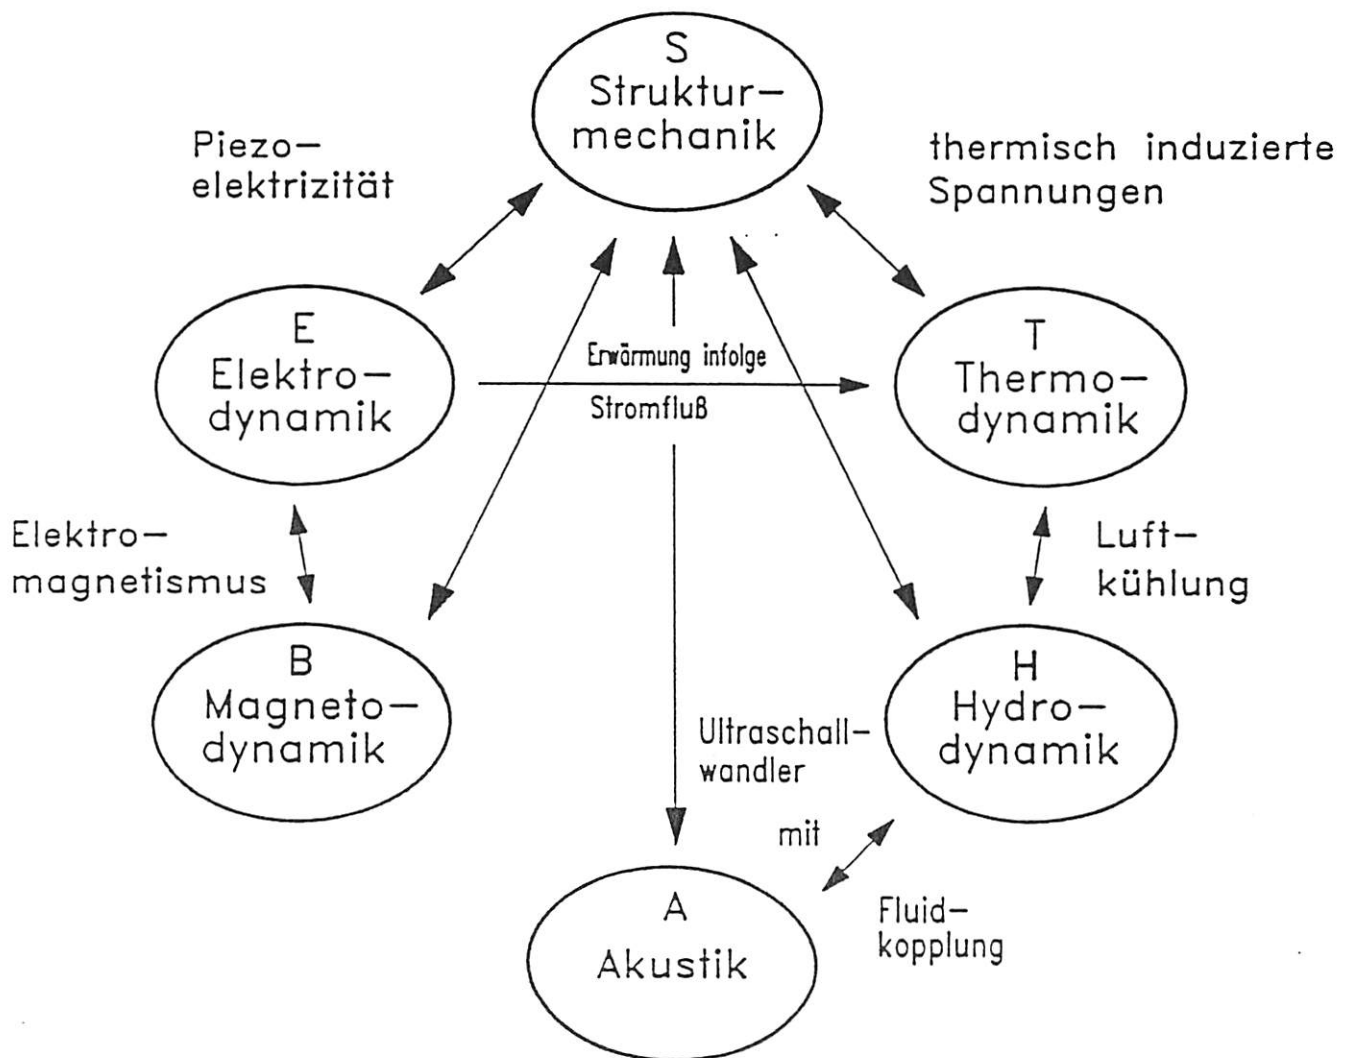 S
Struktur-
mechanik
Piezo-
elektrizität
thermisch induzierte
Spannungen
E
Elektro-
dynamik
Erwärmung infolge
Stromfluß
T
Thermo-
dynamik
Elektro-
magnetismus
Luft-
kühlung
B
Magneto-
dynamik
H
Hydro-
dynamik
Ultraschall-
wandler
mit
Fluid-
kopplung
A
Akustik